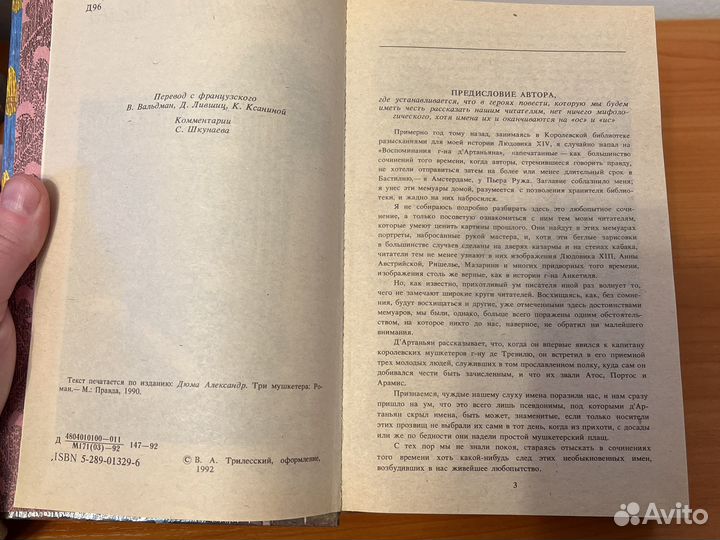 Д96
Перевод с французского
В. Вальдман, Д. Лившиц, К. Ксаниной
Комментарии
С. Шкунаева
Текст печатается по изданию: Дюма Александр. Три мушкетера: Ро-
ман.— М.: Правда, 1990.
Д 4804010100—011
М171(03)—92 147—92
ISBN 5-289-01329-6
© В. А. Трилесский, оформление,
1992
ПРЕДИСЛОВИЕ АВТОРА,
где устанавливается, что в героях повести, которую мы будем
иметь честь рассказать нашим читателям, нет ничего мифоло-
гического, хотя имена их и оканчиваются на «ос» и «ис»
Примерно год тому назад, занимаясь в Королевской библиотеке
разысканиями для моей истории Людовика XIV, я случайно напал на
«Воспоминания г-на д'Артаньяна», напечатанные — как большинство
сочинений того времени, когда авторы, стремившиеся говорить правду,
не хотели отправиться затем на более или менее длительный срок в
Бастилию,— в Амстердаме, у Пьера Ружа. Заглавие соблазнило меня;
я унес эти мемуары домой, разумеется с позволения хранителя библио-
теки, и жадно на них набросился.
Я не собираюсь подробно разбирать здесь это любопытное сочи-
нение, а только посоветую ознакомиться с ним тем моим читателям,
которые умеют ценить картины прошлого. Они найдут в этих мемуарах
портреты, набросанные рукой мастера, и, хотя эти беглые зарисовки
в большинстве случаев сделаны на дверях казармы и на стенах кабака,
читатели тем не менее узнают в них изображения Людовика XIII, Анны
Австрийской, Ришелье, Мазарини и многих придворных того времени,
изображения столь же верные, как в истории г-на Анкетиля.
Но, как известно, прихотливый ум писателя иной раз волнует то,
чего не замечают широкие круги читателей. Восхищаясь, как, без сомне-
ния, будут восхищаться и другие, уже отмеченными здесь достоинствами
мемуаров, мы были, однако, больше всего поражены одним обстоятель-
ством, на которое никто до нас, наверное, не обратил ни малейшего
внимания.
Д'Артаньян рассказывает, что, когда он впервые явился к капитану
королевских мушкетеров г-ну де Тревилю, он встретил в его приемной
трех молодых людей, служивших в том прославленном полку, куда сам он
добивался чести быть зачисленным, и что их звали Атос, Портос и
Арамис.
Признаемся, чуждые нашему слуху имена поразили нас, и нам сразу
пришло на ум, что это всего лишь псевдонимы, под которыми д'Ар-
таньян скрыл имена, быть может, знаменитые, если только носители
этих прозвищ не выбрали их сами в тот день, когда из прихоти, с досады
или же по бедности они надели простой мушкетерский плащ.
С тех пор мы не знали покоя, стараясь отыскать в сочинениях
того времени хоть какой-нибудь след этих необыкновенных имен,
возбудивших в нас живейшее любопытство.
3
Avito